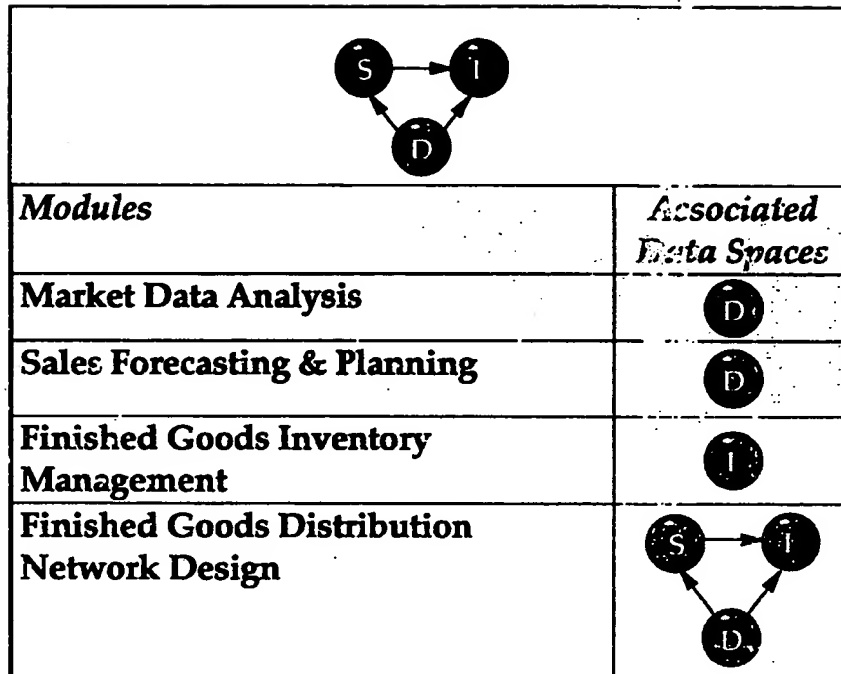 S I
D
Modules Associated
Data Spaces
Market Data Analysis D
Sales Forecasting & Planning D
Finished Goods Inventory
Management I
Finished Goods Distribution
Network Design S I
D